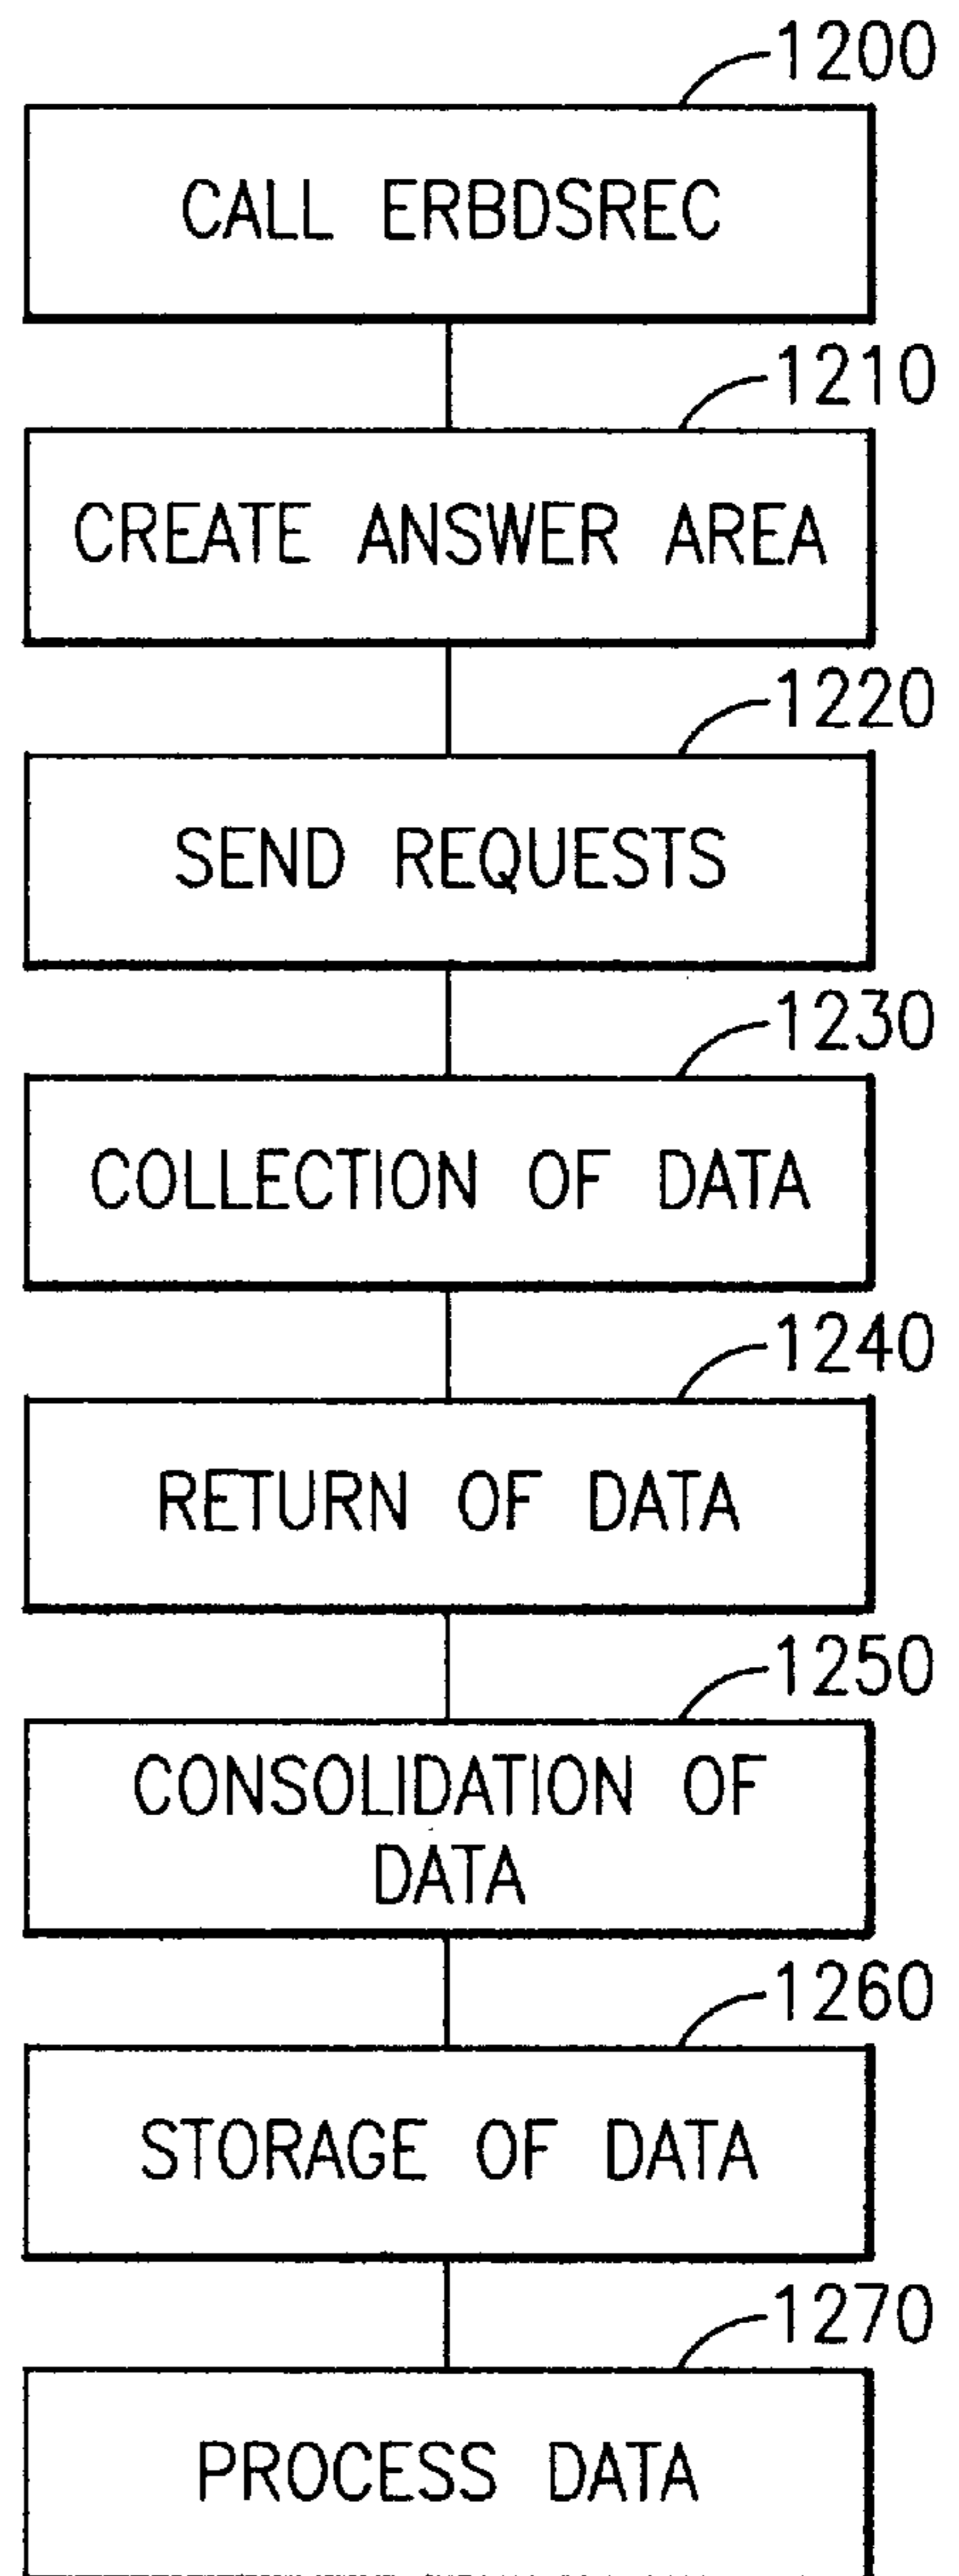 1200
CALL ERBDSREC
1210
CREATE ANSWER AREA
1220
SEND REQUESTS
1230
COLLECTION OF DATA
1240
RETURN OF DATA
1250
CONSOLIDATION OF
DATA
1260
STORAGE OF DATA
1270
PROCESS DATA